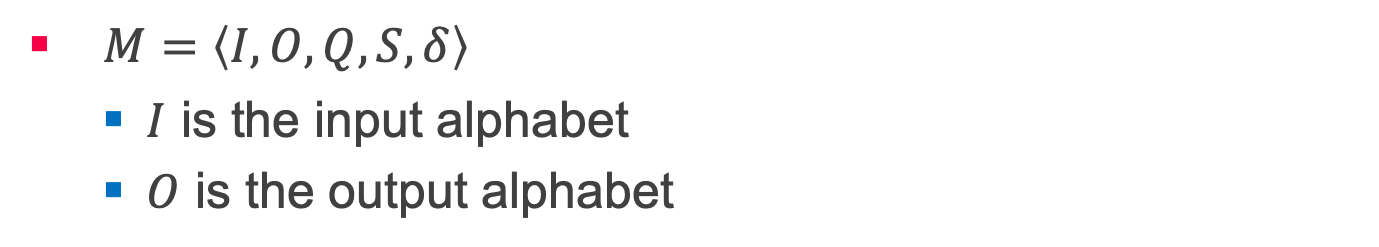 M = ⟨I, O, Q, S, δ⟩
I is the input alphabet
O is the output alphabet